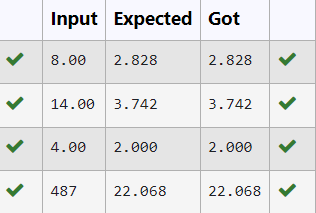 Input Expected Got
8.00 2.828 2.828
14.00 3.742 3.742
4.00 2.000 2.000
487 22.068 22.068